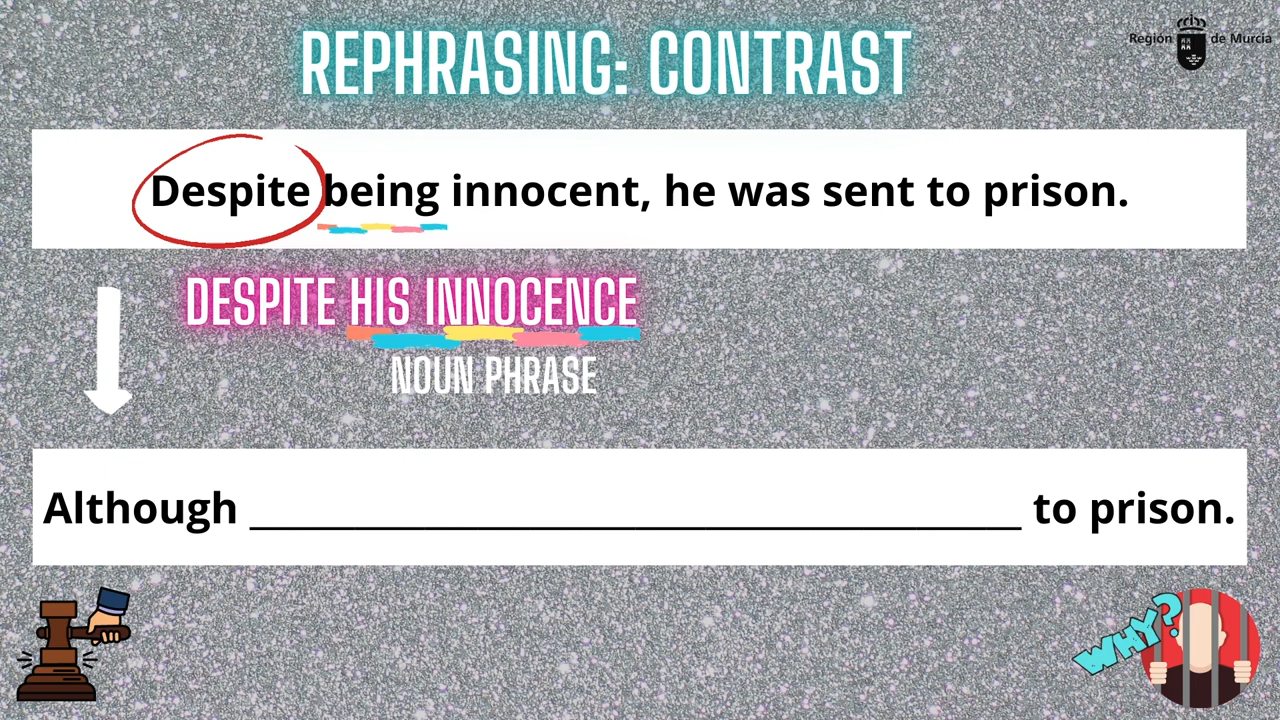 REPHRASING: CONTRAST
Región de Murcia
Despite being innocent, he was sent to prison.
DESPITE HIS INNOCENCE
NOUN PHRASE
Although ______________________________ to prison.
WHY?